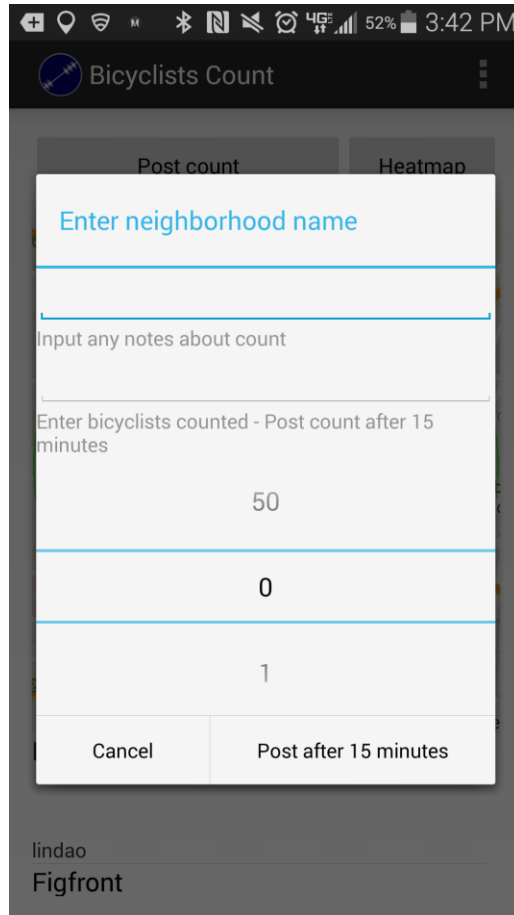 4G 52% 3:42 PM
Bicyclists Count
Post count Heatmap
Enter neighborhood name
Input any notes about count
Enter bicyclists counted - Post count after 15
minutes
50
0
1
Cancel Post after 15 minutes
lindao
Figfront